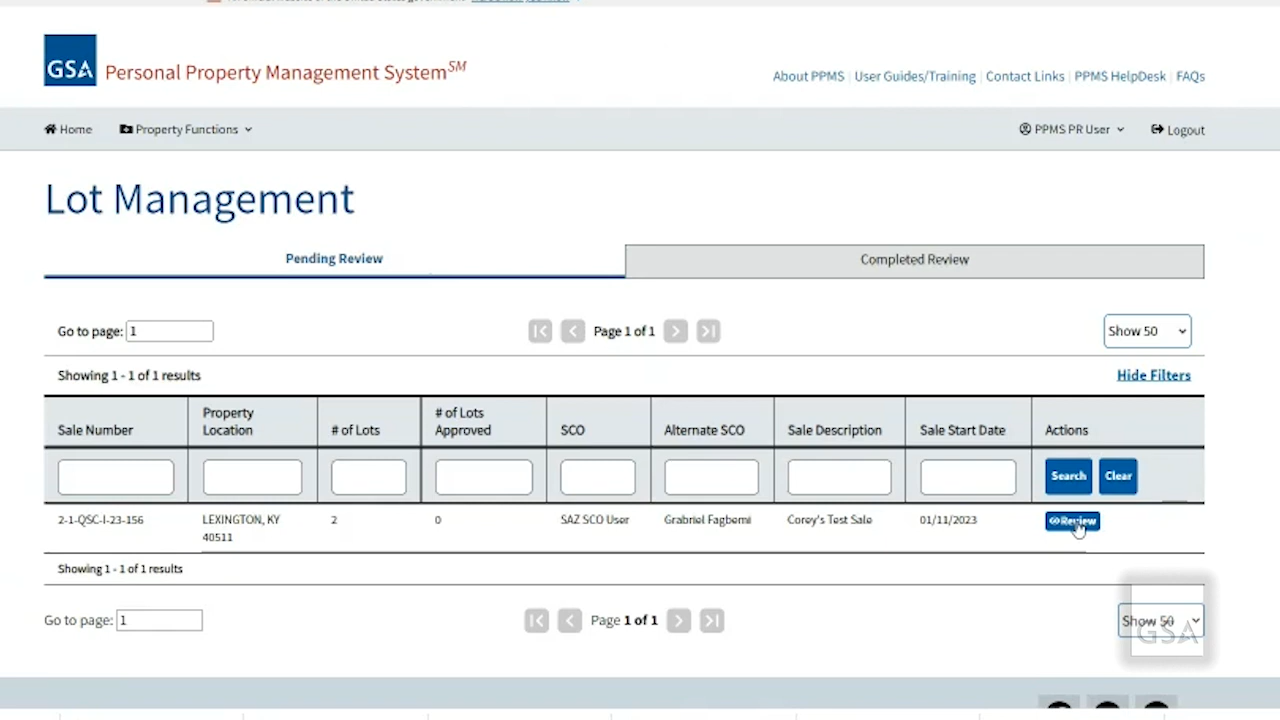 GSA
Personal Property Management System SM
About PPMS | User Guides/Training | Contact Links | PPMS HelpDesk | FAQs
Home Property Functions PPMS PR User Logout
Lot Management
Pending Review Completed Review
Go to page: 1 Page 1 of 1 Show 50
Showing 1 - 1 of 1 results Hide Filters
Sale Number Property Location # of Lots # of Lots Approved SCO Alternate SCO Sale Description Sale Start Date Actions
Search Clear
2-1-QSC-I-23-156 LEXINGTON, KY 40511 2 0 SAZ SCO User Grabriel Fagbemi Corey's Test Sale 01/11/2023 Review
Showing 1 - 1 of 1 results
Go to page: 1 Page 1 of 1 Show 50
GSA